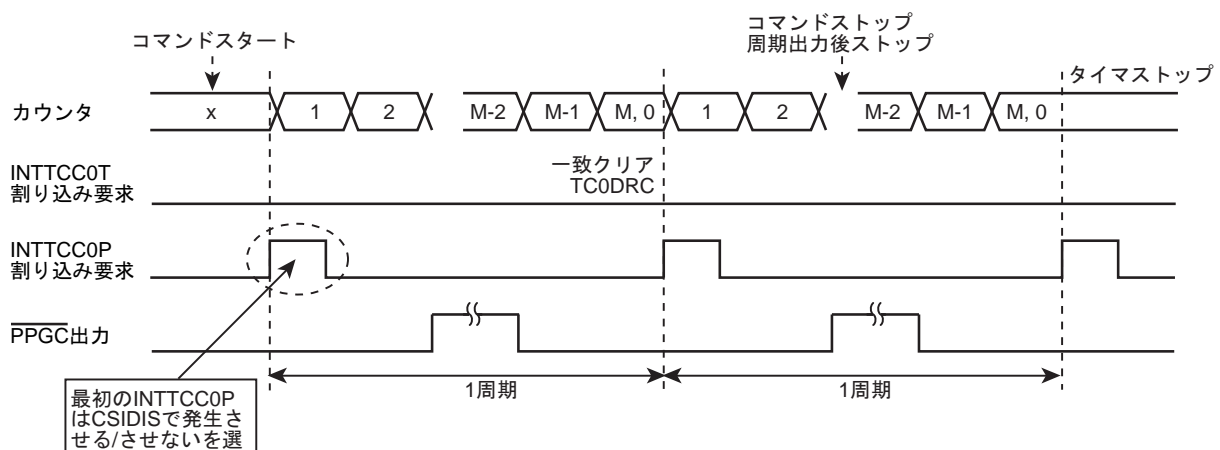 コマンドスタート
コマンドストップ
周期出力後ストップ
タイマストップ
カウンタ
x 1 2 M-2 M-1 M, 0 1 2 M-2 M-1 M, 0
INTTCC0T
割り込み要求
一致クリア
TC0DRC
INTTCC0P
割り込み要求
PPGC出力
1周期 1周期
最初のINTTCC0P
はCSIDISで発生さ
せる/させないを選